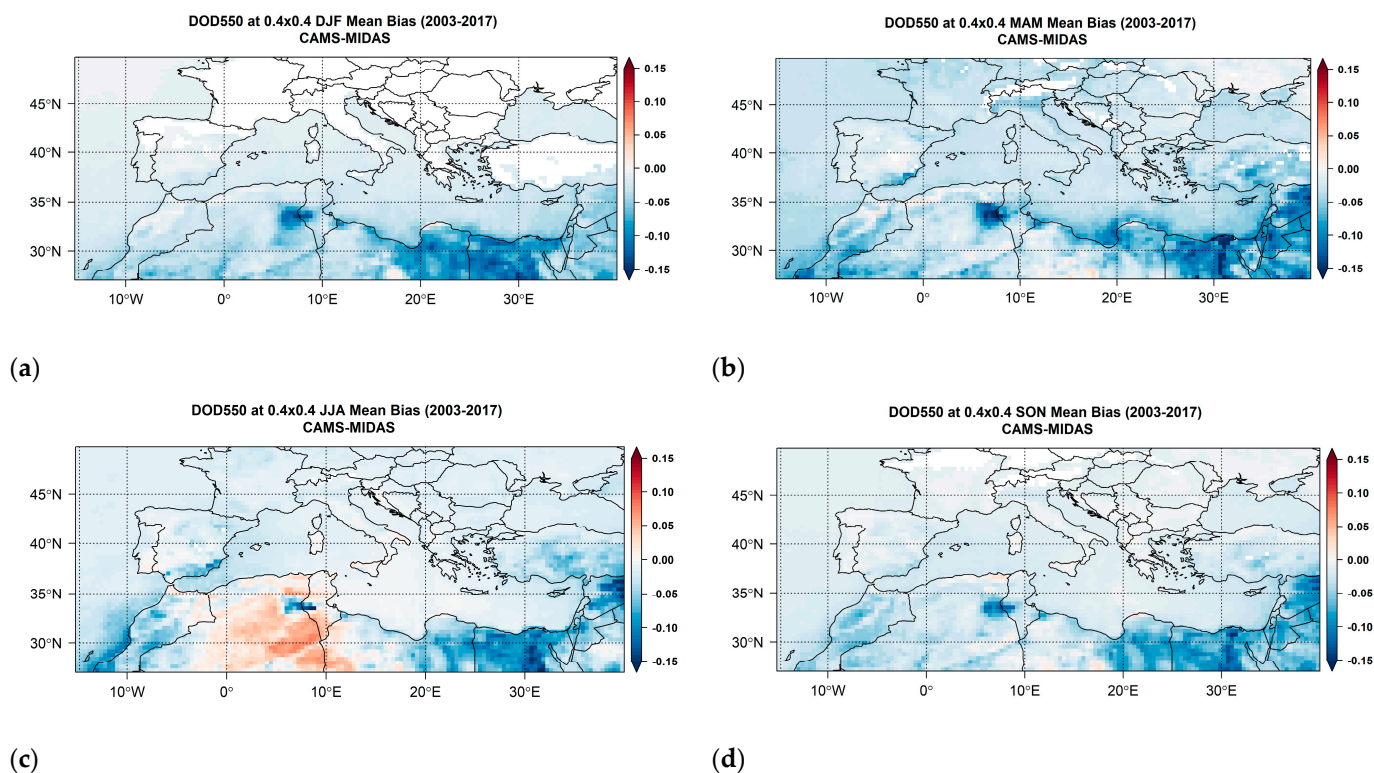 DOD550 at 0.4x0.4 DJF Mean Bias (2003-2017)
CAMS-MIDAS
45°N
40°N
35°N
30°N
10°W 0° 10°E 20°E 30°E
0.15
0.10
0.05
0.00
-0.05
-0.10
-0.15
(a)
DOD550 at 0.4x0.4 MAM Mean Bias (2003-2017)
CAMS-MIDAS
45°N
40°N
35°N
30°N
10°W 0° 10°E 20°E 30°E
0.15
0.10
0.05
0.00
-0.05
-0.10
-0.15
(b)
DOD550 at 0.4x0.4 JJA Mean Bias (2003-2017)
CAMS-MIDAS
45°N
40°N
35°N
30°N
10°W 0° 10°E 20°E 30°E
0.15
0.10
0.05
0.00
-0.05
-0.10
-0.15
(c)
DOD550 at 0.4x0.4 SON Mean Bias (2003-2017)
CAMS-MIDAS
45°N
40°N
35°N
30°N
10°W 0° 10°E 20°E 30°E
0.15
0.10
0.05
0.00
-0.05
-0.10
-0.15
(d)